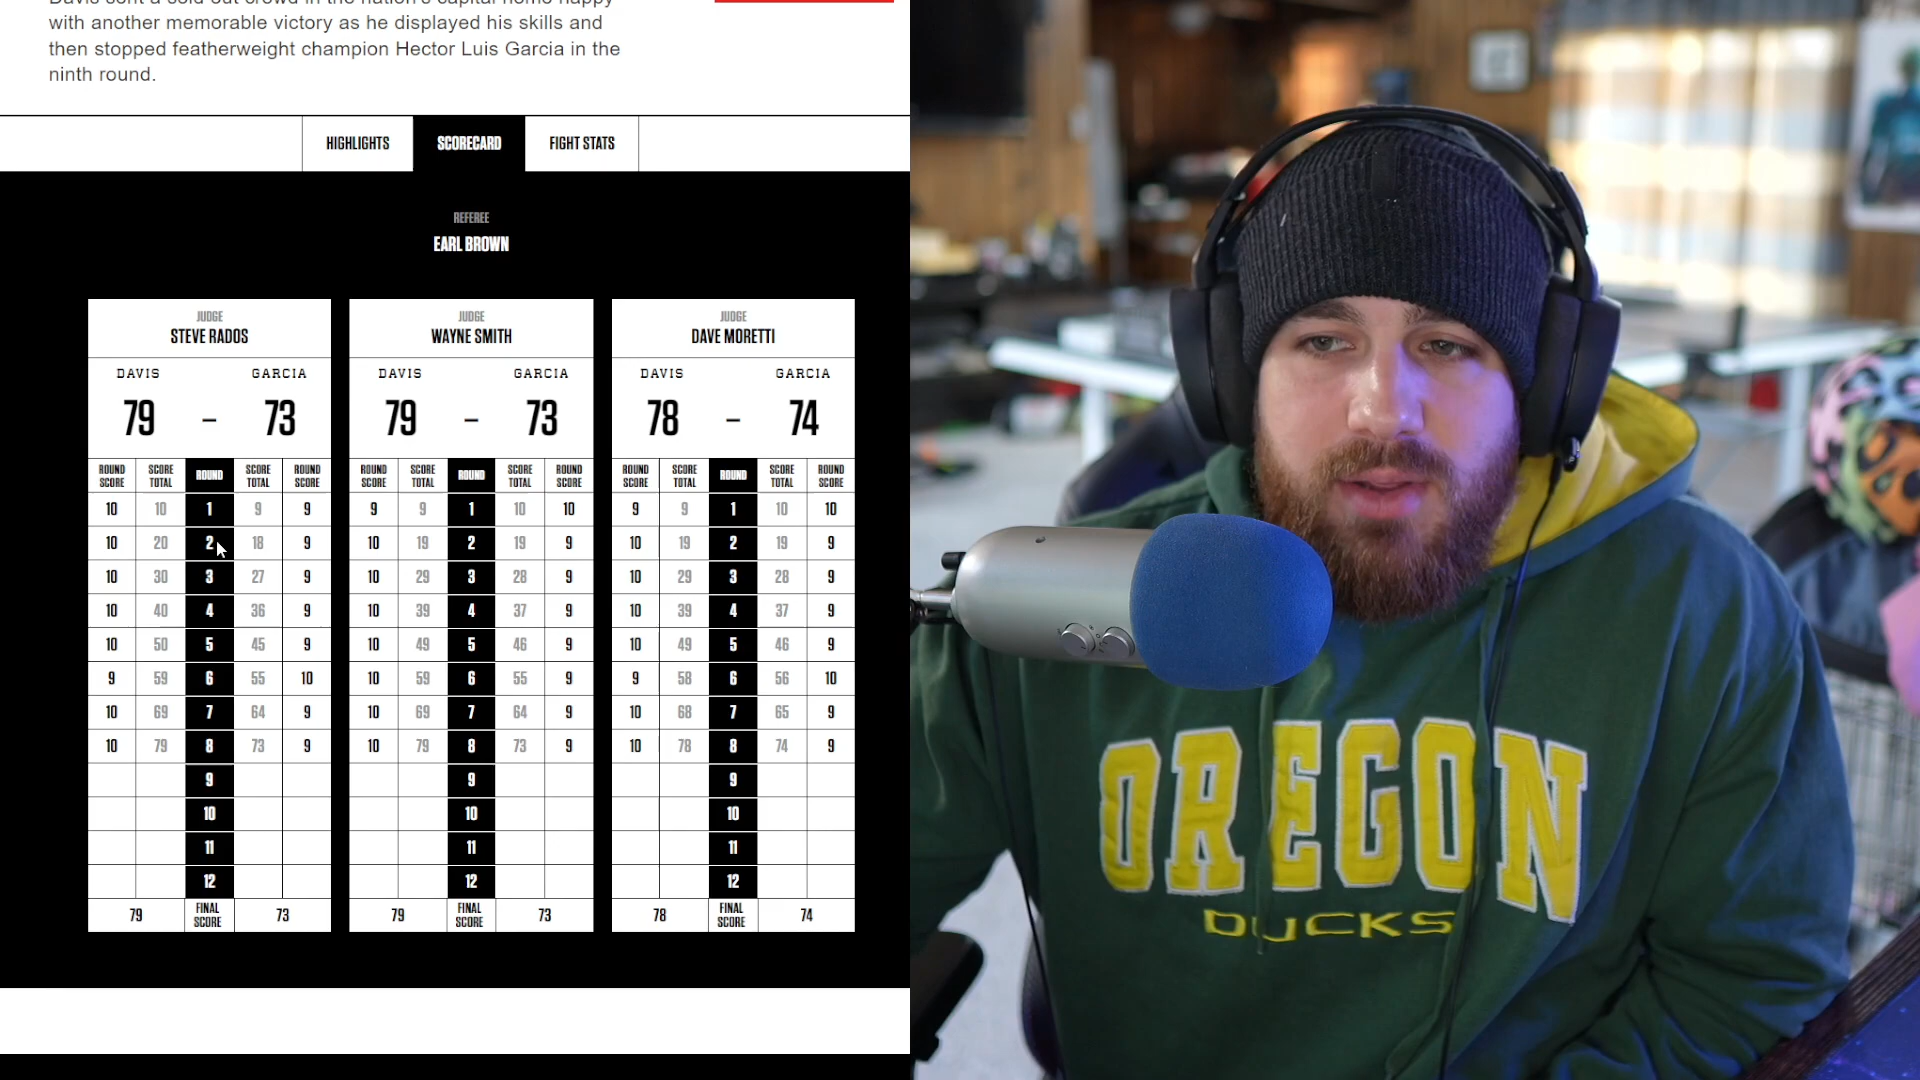 Davis sent a sold-out crowd in the nation's capital home happy
with another memorable victory as he displayed his skills and
then stopped featherweight champion Hector Luis Garcia in the
ninth round.
HIGHLIGHTS
SCORECARD
FIGHT STATS
REFEREE
EARL BROWN
JUDGE
STEVE RADOS
DAVIS GARCIA
79 – 73
ROUND SCORE TOTAL ROUND SCORE TOTAL ROUND SCORE
10 10 1 9 9
10 20 2 18 9
10 30 3 27 9
10 40 4 36 9
10 50 5 45 9
9 59 6 55 10
10 69 7 64 9
10 79 8 73 9
9
10
11
12
79 FINAL SCORE 73
JUDGE
WAYNE SMITH
DAVIS GARCIA
79 – 73
ROUND SCORE SCORE TOTAL ROUND SCORE TOTAL ROUND SCORE
9 9 1 10 10
10 19 2 19 9
10 29 3 28 9
10 39 4 37 9
10 49 5 46 9
10 59 6 55 9
10 69 7 64 9
10 79 8 73 9
9
10
11
12
79 FINAL SCORE 73
JUDGE
DAVE MORETTI
DAVIS GARCIA
78 – 74
ROUND SCORE SCORE TOTAL ROUND SCORE TOTAL ROUND SCORE
9 9 1 10 10
10 19 2 19 9
10 29 3 28 9
10 39 4 37 9
10 49 5 46 9
9 58 6 56 10
10 68 7 65 9
10 78 8 74 9
9
10
11
12
78 FINAL SCORE 74
OREGON
DUCKS